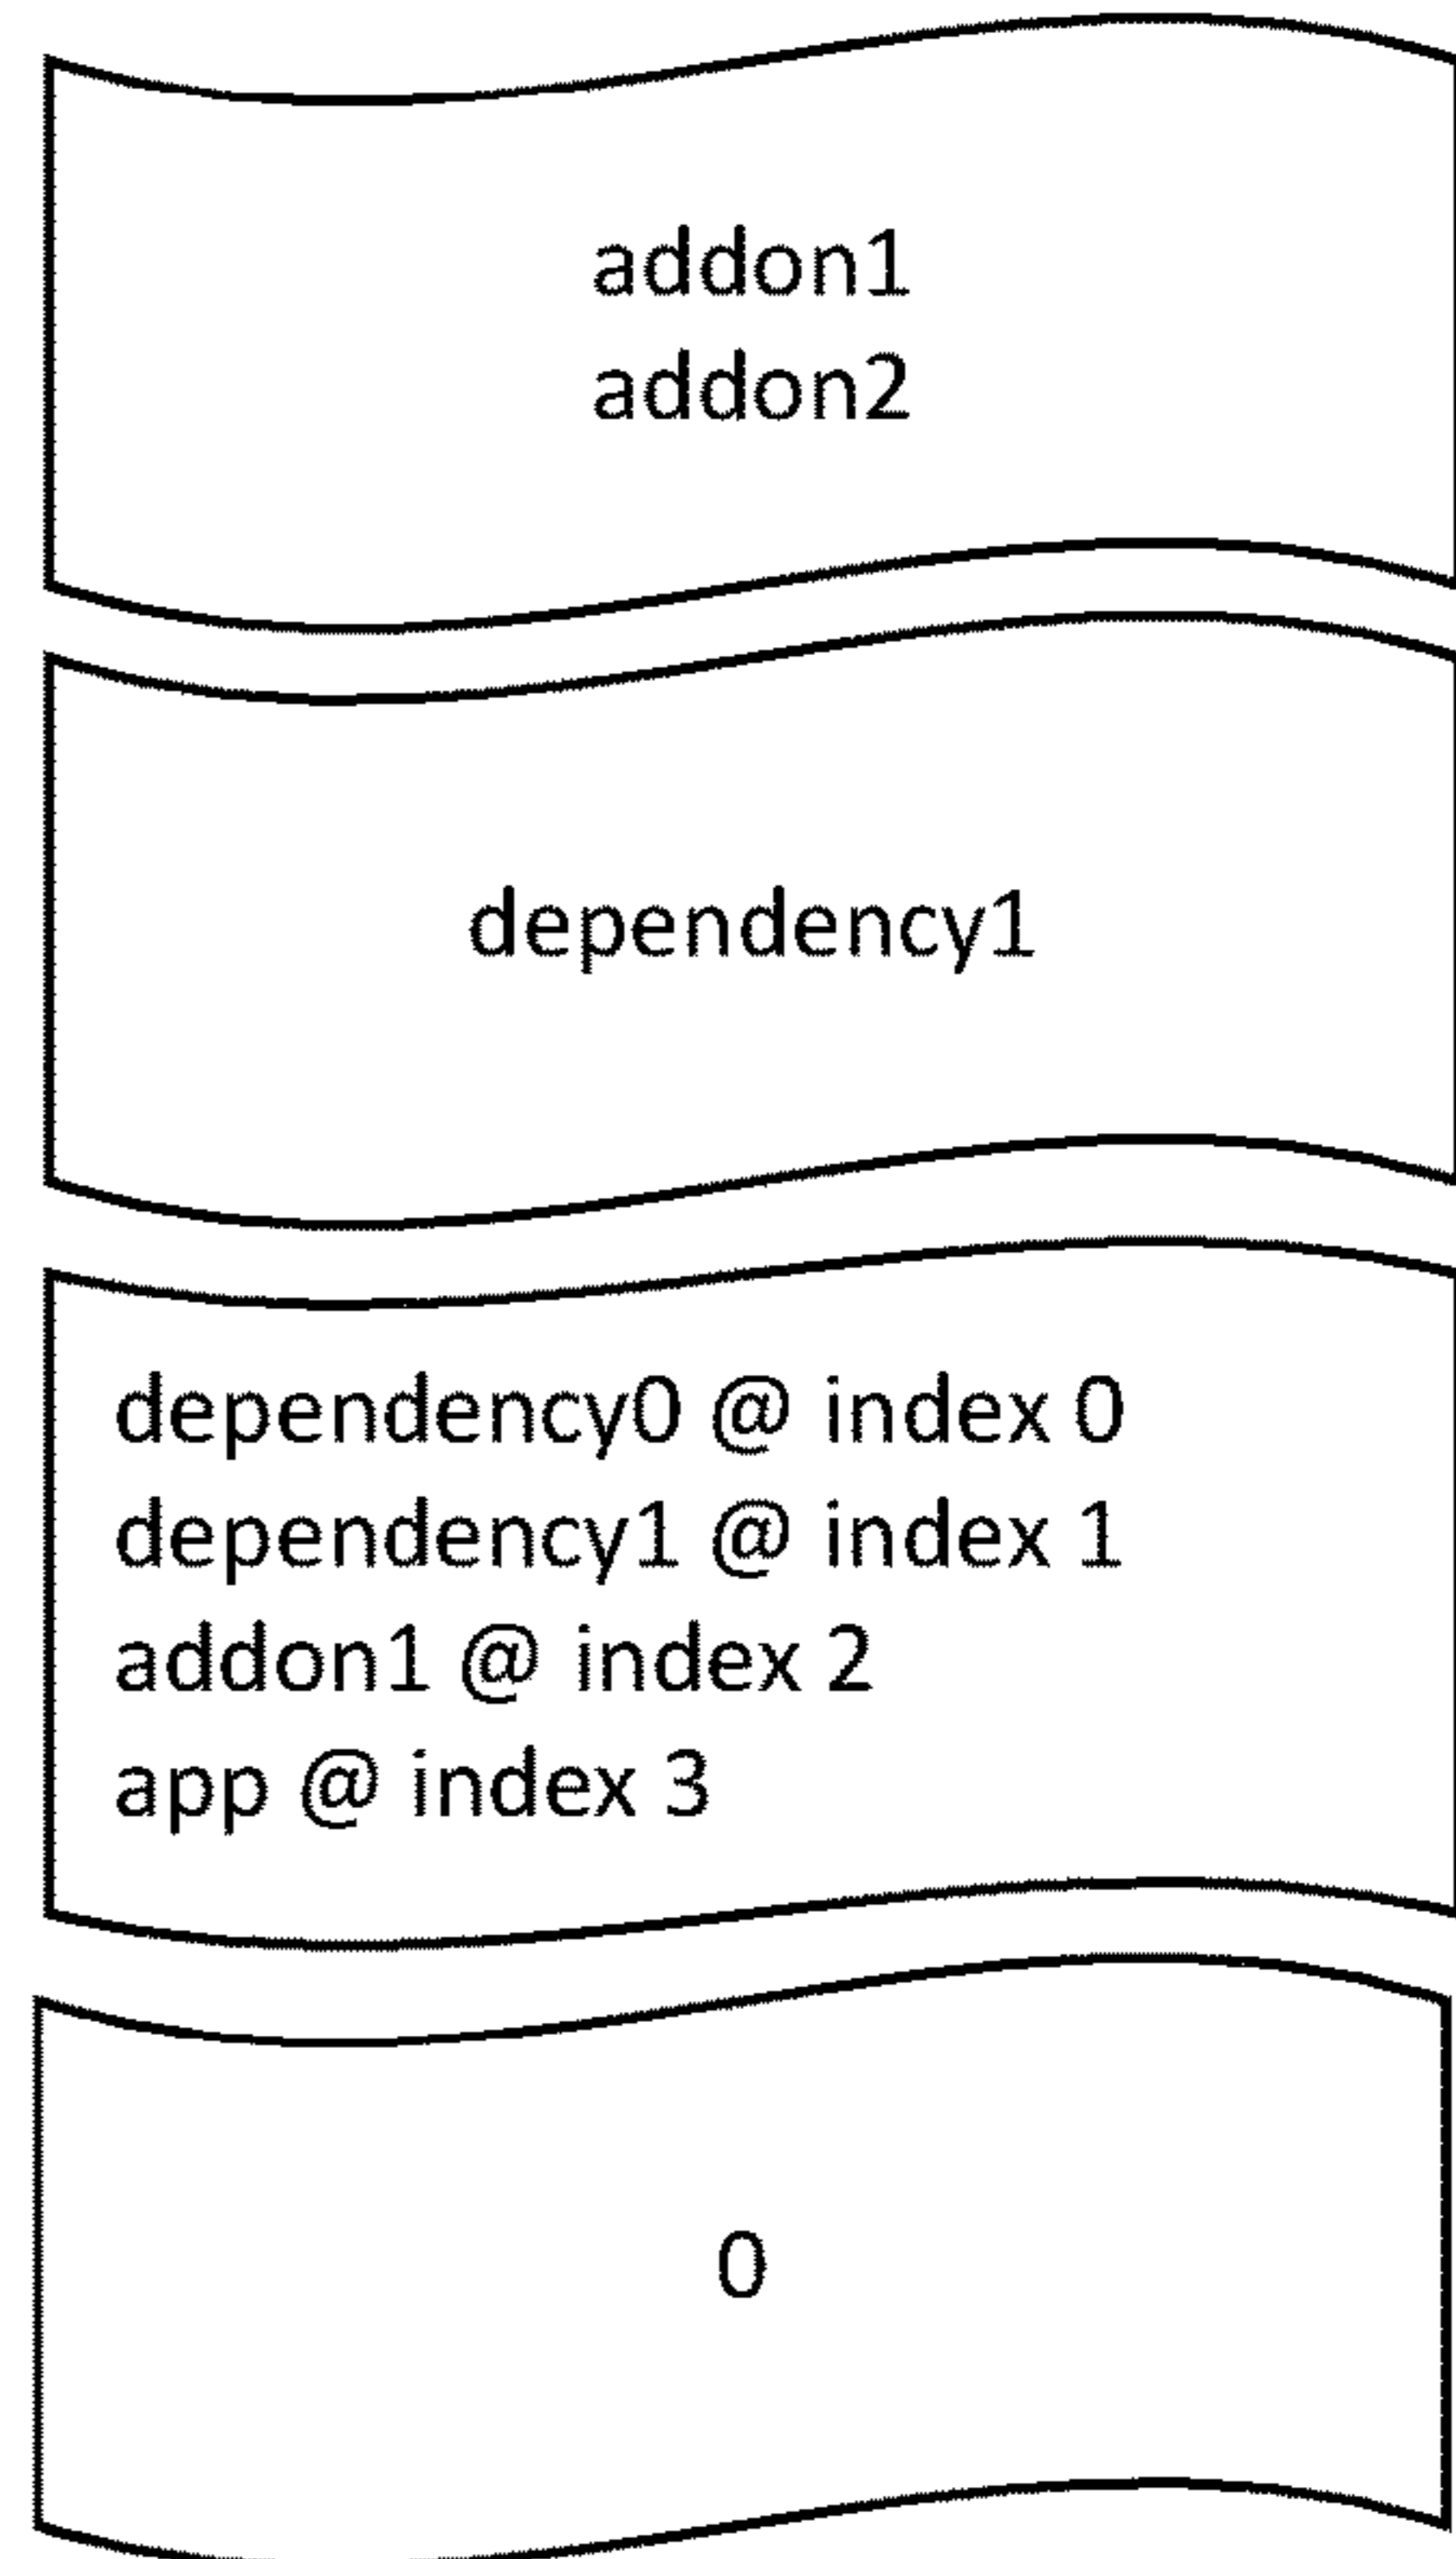 addon1
addon2
dependency1
dependency0 @ index 0
dependency1 @ index 1
addon1 @ index 2
app @ index 3
0